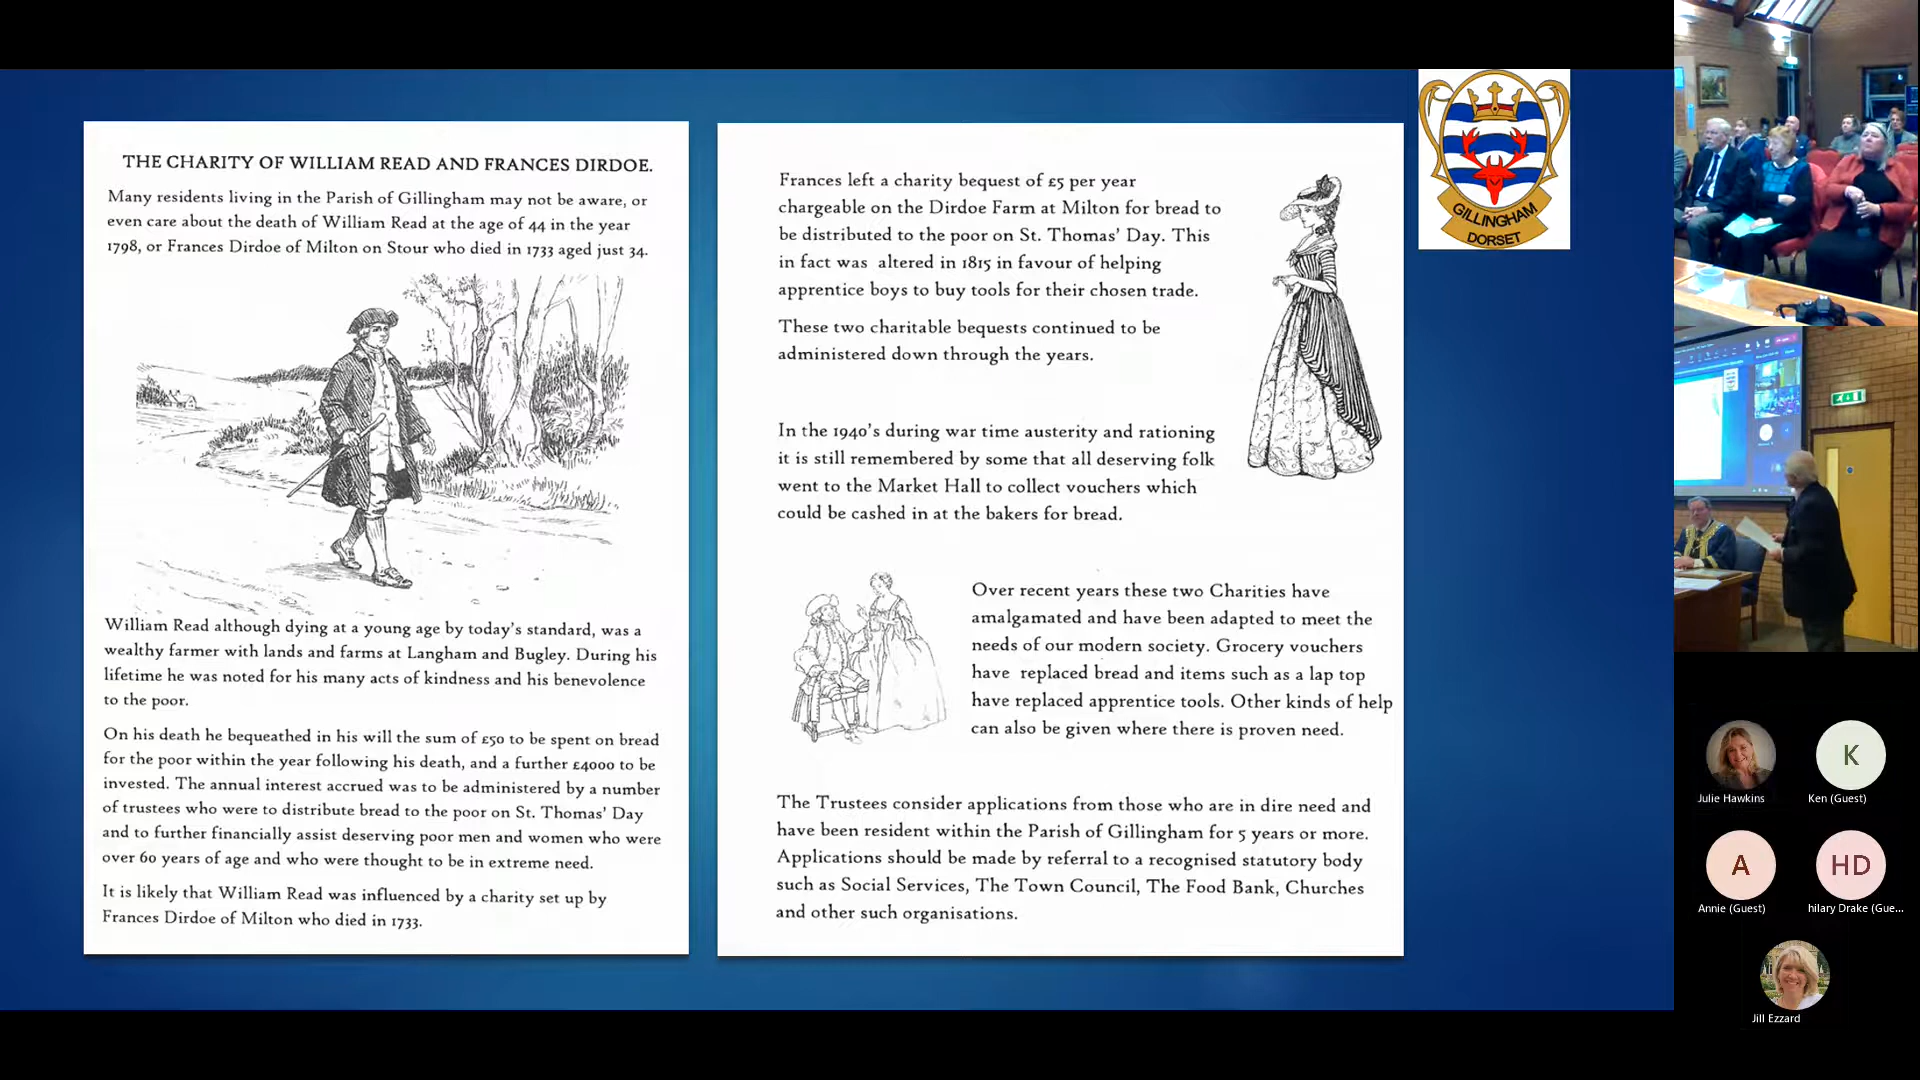 THE CHARITY OF WILLIAM READ AND FRANCES DIRDOE.
Many residents living in the Parish of Gillingham may not be aware, or
even care about the death of William Read at the age of 44 in the year
1798, or Frances Dirdoe of Milton on Stour who died in 1733 aged just 34.
William Read although dying at a young age by today's standard, was a
wealthy farmer with lands and farms at Langham and Bugley. During his
lifetime he was noted for his many acts of kindness and his benevolence
to the poor.
On his death he bequeathed in his will the sum of £50 to be spent on bread
for the poor within the year following his death, and a further £4000 to be
invested. The annual interest accrued was to be administered by a number
of trustees who were to distribute bread to the poor on St. Thomas' Day
and to further financially assist deserving poor men and women who were
over 60 years of age and who were thought to be in extreme need.
It is likely that William Read was influenced by a charity set up by
Frances Dirdoe of Milton who died in 1733.
Frances left a charity bequest of £5 per year
chargeable on the Dirdoe Farm at Milton for bread to
be distributed to the poor on St. Thomas' Day. This
in fact was altered in 1815 in favour of helping
apprentice boys to buy tools for their chosen trade.
These two charitable bequests continued to be
administered down through the years.
In the 1940's during war time austerity and rationing
it is still remembered by some that all deserving folk
went to the Market Hall to collect vouchers which
could be cashed in at the bakers for bread.
Over recent years these two Charities have
amalgamated and have been adapted to meet the
needs of our modern society. Grocery vouchers
have replaced bread and items such as a lap top
have replaced apprentice tools. Other kinds of help
can also be given where there is proven need.
The Trustees consider applications from those who are in dire need and
have been resident within the Parish of Gillingham for 5 years or more.
Applications should be made by referral to a recognised statutory body
such as Social Services, The Town Council, The Food Bank, Churches
and other such organisations.
GILLINGHAM
DORSET
Julie Hawkins
K
Ken (Guest)
A
Annie (Guest)
HD
hilary Drake (Gue...
Jill Ezzard